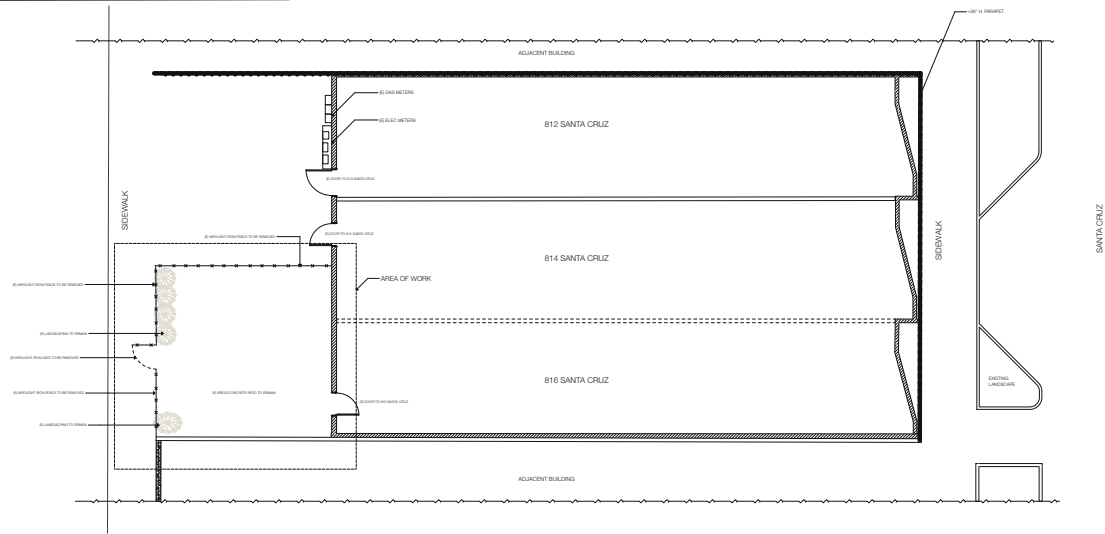 +36" H. PARAPET
ADJACENT BUILDING
(E) GAS METERS
(E) ELEC METERS
812 SANTA CRUZ
(E) DOOR TO 812 SANTA CRUZ
SIDEWALK
SANTA CRUZ
(E) WROUGHT IRON FENCE TO BE REMOVED
(E) DOOR TO 814 SANTA CRUZ
SIDEWALK
814 SANTA CRUZ
AREA OF WORK
(E) WROUGHT IRON FENCE TO BE REMOVED
(E) LANDSCAPING TO REMAIN
(E) WROUGHT IRON GATE TO BE REMOVED
816 SANTA CRUZ
EXISTING
LANDSCAPE
(E) WROUGHT IRON FENCE TO BE REMOVED
(E) BRICK/CONCRETE PATIO TO REMAIN
(E) DOOR TO 816 SANTA CRUZ
(E) LANDSCAPING TO REMAIN
ADJACENT BUILDING